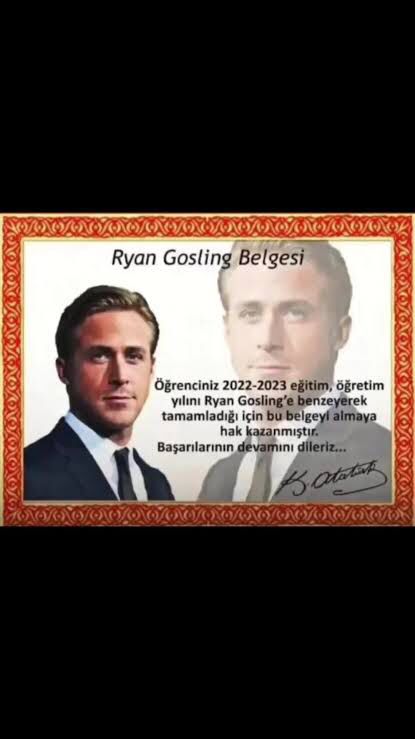 Ryan Gosling Belgesi
Öğrenciniz 2022-2023 eğitim, öğretim
yılını Ryan Gosling'e benzeyerek
tamamladığı için bu belgeyi almaya
hak kazanmıştır.
Başarılarının devamını dileriz...
K. Atatürk